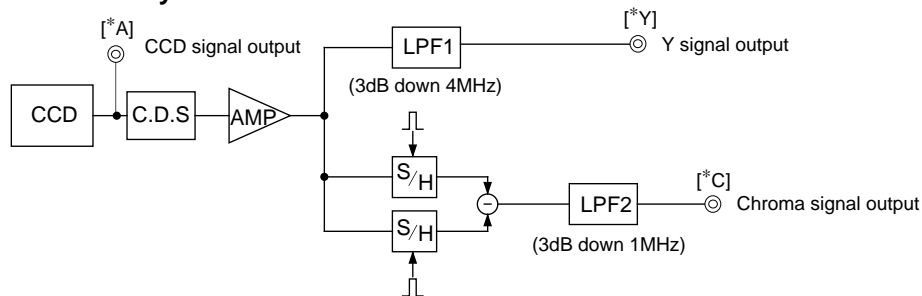 [*A]
CCD signal output
[*Y]
Y signal output
LPF1
(3dB down 4MHz)
CCD
C.D.S
AMP
S/H
S/H
−
LPF2
(3dB down 1MHz)
[*C]
Chroma signal output